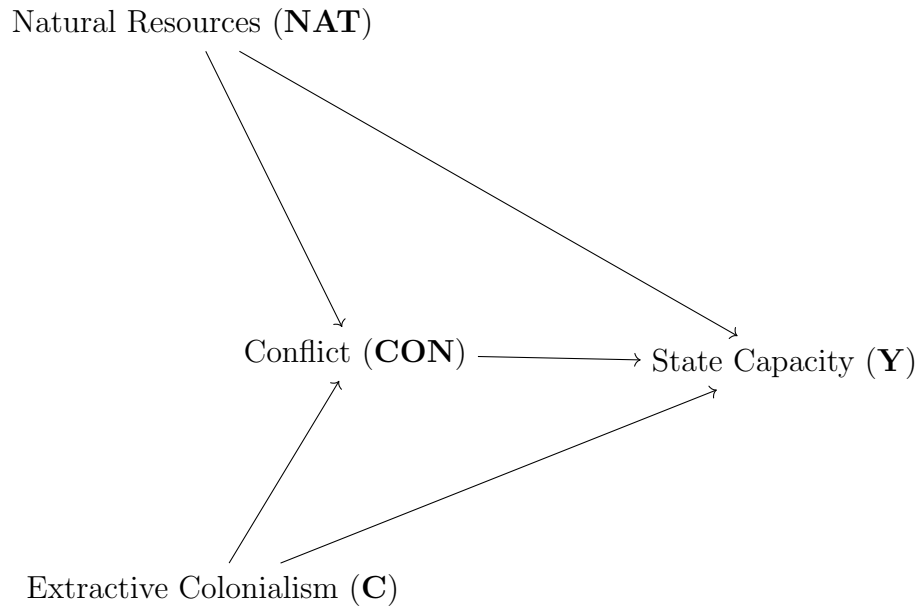 Natural Resources (NAT)
Conflict (CON)
State Capacity (Y)
Extractive Colonialism (C)